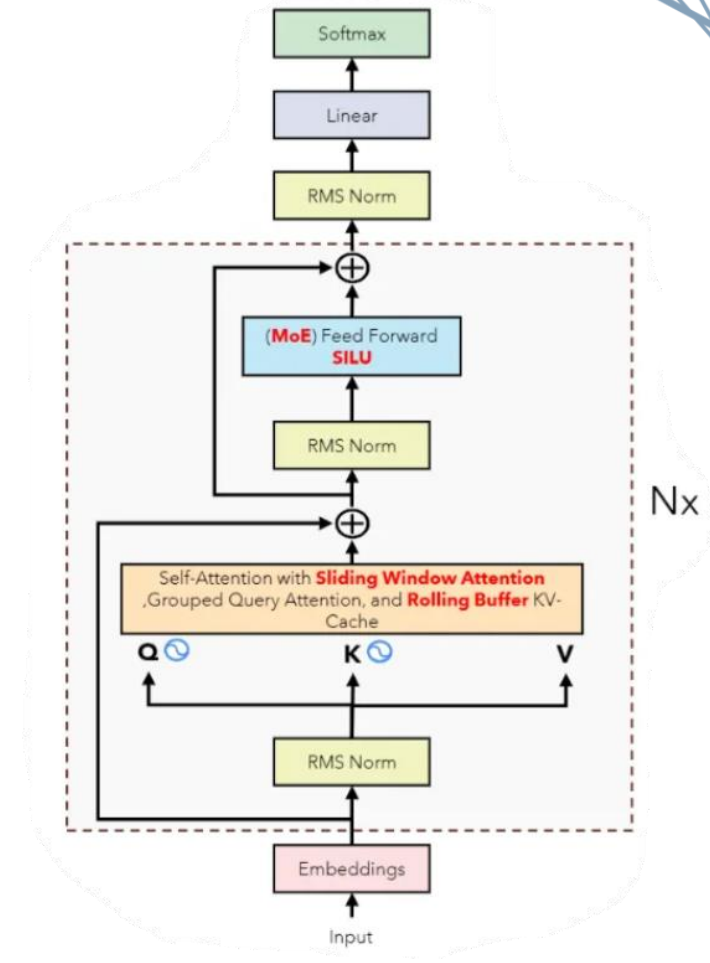 Softmax
Linear
RMS Norm
(MoE) Feed Forward
SILU
RMS Norm
Nx
Self-Attention with Sliding Window Attention
,Grouped Query Attention, and Rolling Buffer KV-
Cache
Q K V
RMS Norm
Embeddings
Input